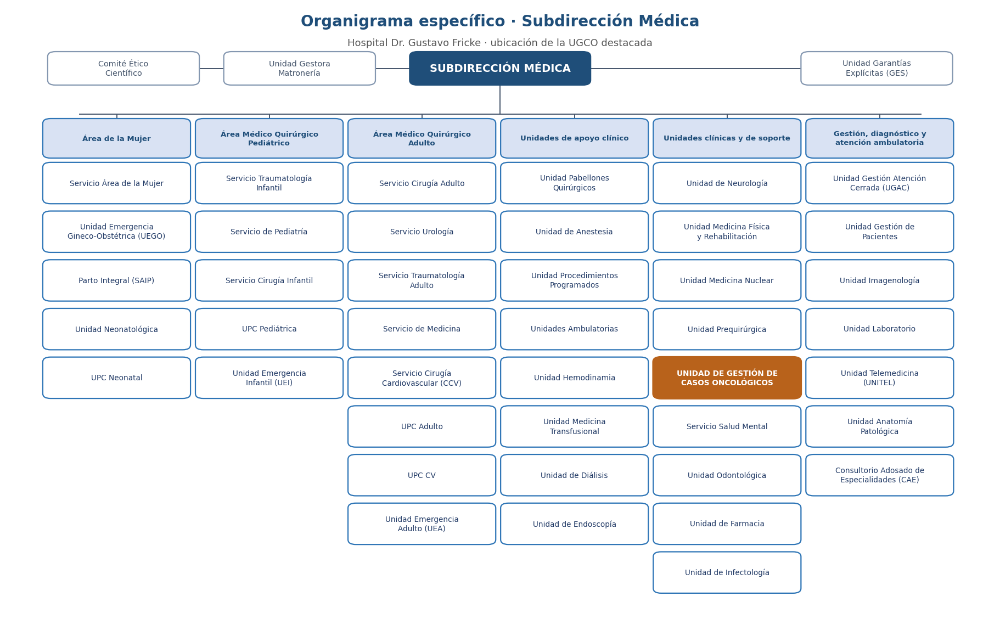 Organigrama específico · Subdirección Médica
Hospital Dr. Gustavo Fricke · ubicación de la UGCO destacada
Comité Ético
Científico
Unidad Gestora
Matronería
SUBDIRECCIÓN MÉDICA
Unidad Garantías
Explícitas (GES)
Área de la Mujer
Servicio Área de la Mujer
Unidad Emergencia
Gineco-Obstétrica (UEGO)
Parto Integral (SAIP)
Unidad Neonatológica
UPC Neonatal
Área Médico Quirúrgico
Pediátrico
Servicio Traumatología
Infantil
Servicio de Pediatría
Servicio Cirugía Infantil
UPC Pediátrica
Unidad Emergencia
Infantil (UEI)
Área Médico Quirúrgico
Adulto
Servicio Cirugía Adulto
Servicio Urología
Servicio Traumatología
Adulto
Servicio de Medicina
Servicio Cirugía
Cardiovascular (CCV)
UPC Adulto
UPC CV
Unidad Emergencia
Adulto (UEA)
Unidades de apoyo clínico
Unidad Pabellones
Quirúrgicos
Unidad de Anestesia
Unidad Procedimientos
Programados
Unidades Ambulatorias
Unidad Hemodinamia
Unidad Medicina
Transfusional
Unidad de Diálisis
Unidad de Endoscopía
Unidades clínicas y de soporte
Unidad de Neurología
Unidad Medicina Física
y Rehabilitación
Unidad Medicina Nuclear
Unidad Prequirúrgica
UNIDAD DE GESTIÓN DE
CASOS ONCOLÓGICOS
Servicio Salud Mental
Unidad Odontológica
Unidad de Farmacia
Unidad de Infectología
Gestión, diagnóstico y
atención ambulatoria
Unidad Gestión Atención
Cerrada (UGAC)
Unidad Gestión de
Pacientes
Unidad Imagenología
Unidad Laboratorio
Unidad Telemedicina
(UNITEL)
Unidad Anatomía
Patológica
Consultorio Adosado de
Especialidades (CAE)